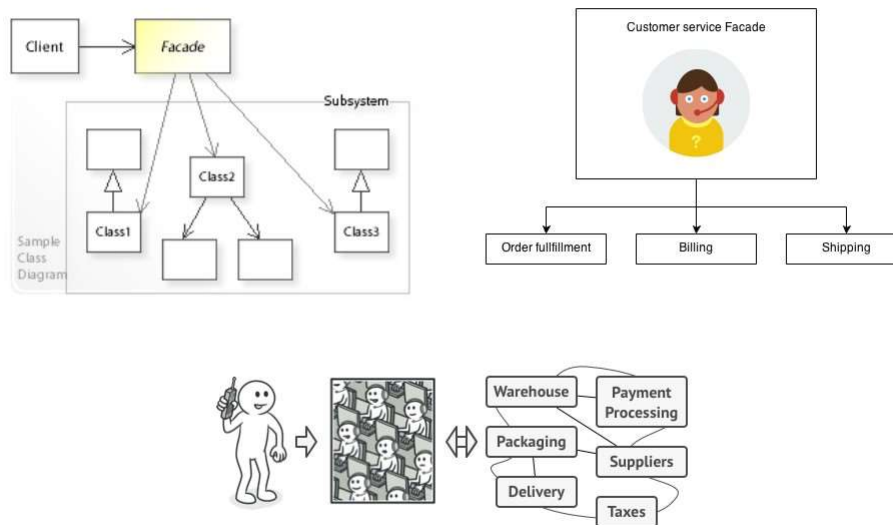 Client
Facade
Subsystem
Class2
Class1
Class3
Sample
Class
Diagram
Customer service Facade
?
Order fullfillment
Billing
Shipping
Warehouse
Payment
Processing
Packaging
Suppliers
Delivery
Taxes